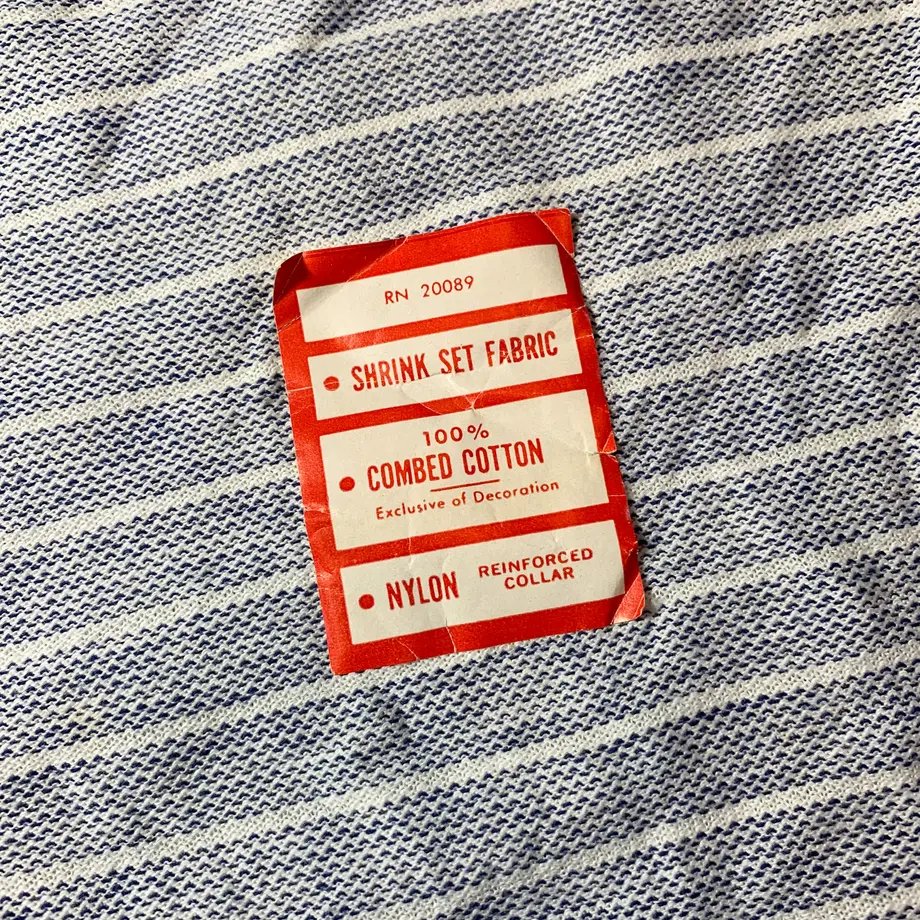 RN 20089
SHRINK SET FABRIC
100%
COMBED COTTON
Exclusive of Decoration
NYLON REINFORCED
COLLAR